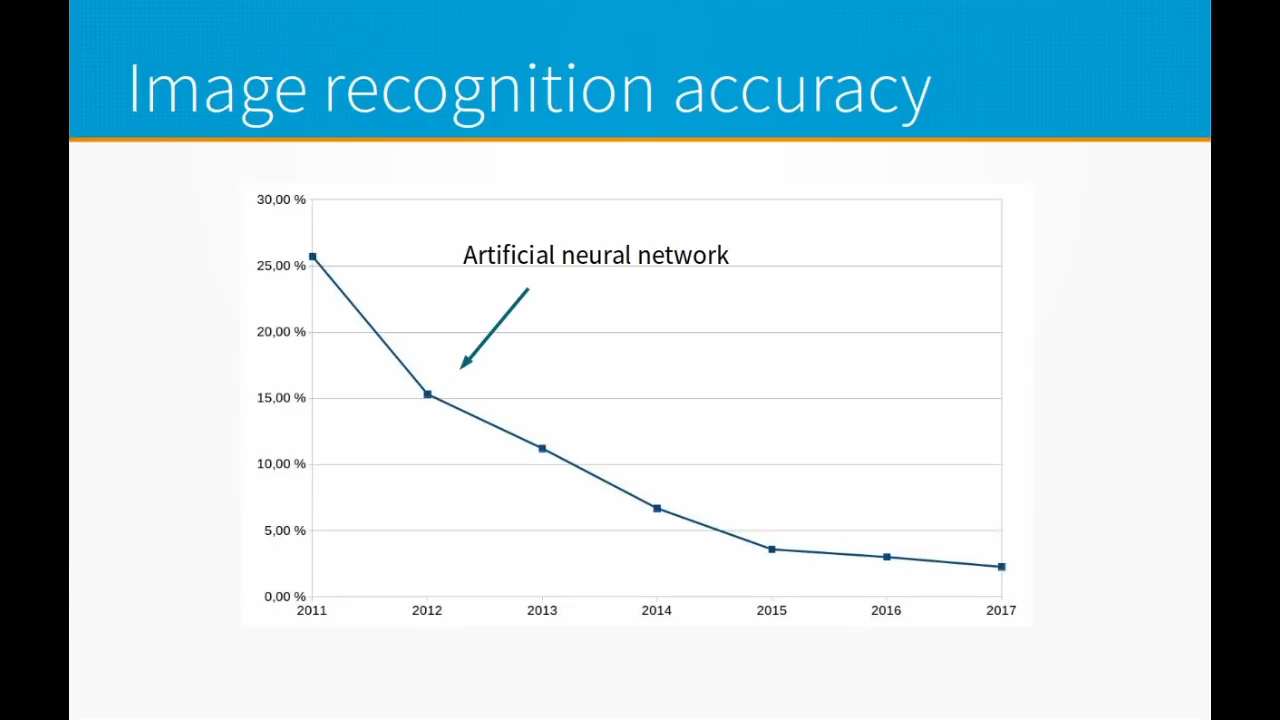 Image recognition accuracy
30,00 %
Artificial neural network
25,00 %
20,00 %
15,00 %
10,00 %
5,00 %
0,00 %
2011 2012 2013 2014 2015 2016 2017